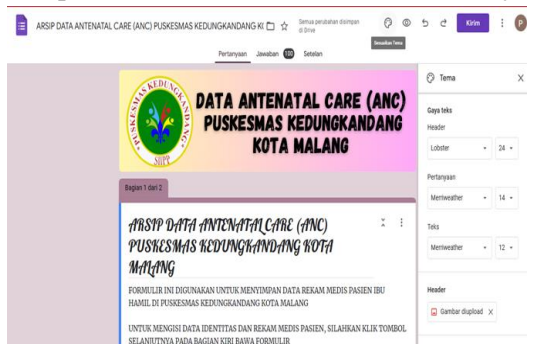 ARSIP DATA ANTENATAL CARE (ANC) PUSKESMAS KEDUNGKANDANG KO
Semua perubahan disimpan
di Drive
Kirim
P
Sesuaikan Tema
Pertanyaan Jawaban 100 Setelan
Tema X
PUSKESMAS KEDUNGKANDANG
SIIPP
DATA ANTENATAL CARE (ANC)
PUSKESMAS KEDUNGKANDANG
KOTA MALANG
Gaya teks
Header
Lobster 24
Pertanyaan
Merriweather 14
Teks
Merriweather 12
Header
Gambar diupload X
Bagian 1 dari 2
ARSIP DATA ANTENATAL CARE (ANC)
PUSKESMAS KEDUNGKANDANG KOTA
MALANG
FORMULIR INI DIGUNAKAN UNTUK MENYIMPAN DATA REKAM MEDIS PASIEN IBU
HAMIL DI PUSKESMAS KEDUNGKANDANG KOTA MALANG
UNTUK MENGISI DATA IDENTITAS DAN REKAM MEDIS PASIEN, SILAHKAN KLIK TOMBOL
SELANJUTNYA PADA BAGIAN KIRI BAWA FORMULIR